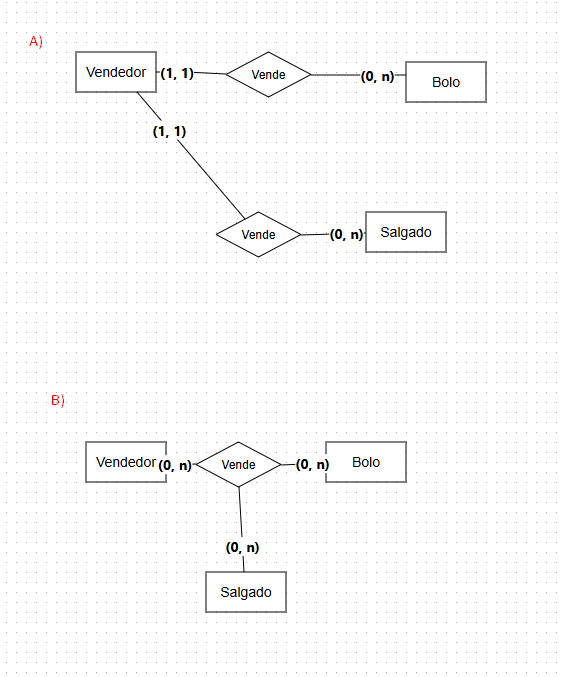 A)
Vendedor (1, 1) Vende (0, n) Bolo
(1, 1)
Vende (0, n) Salgado
B)
Vendedor (0, n) Vende (0, n) Bolo
(0, n)
Salgado